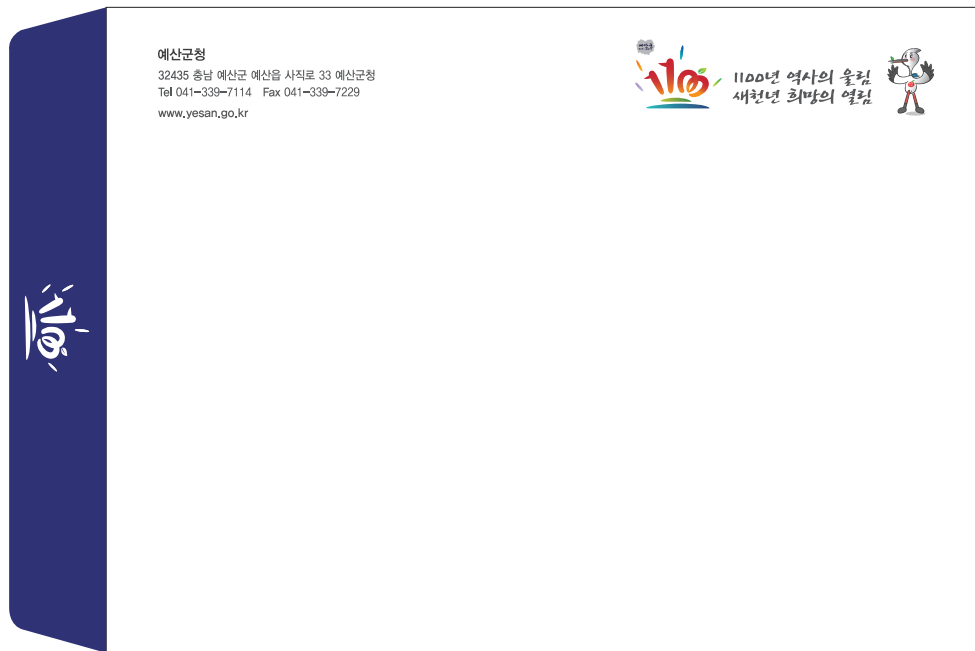 예산군청
32435 충남 예산군 예산읍 사직로 33 예산군청
Tel 041-339-7114 Fax 041-339-7229
www.yesan.go.kr
1100
1100년 역사의 울림
새천년 희망의 열림
1100